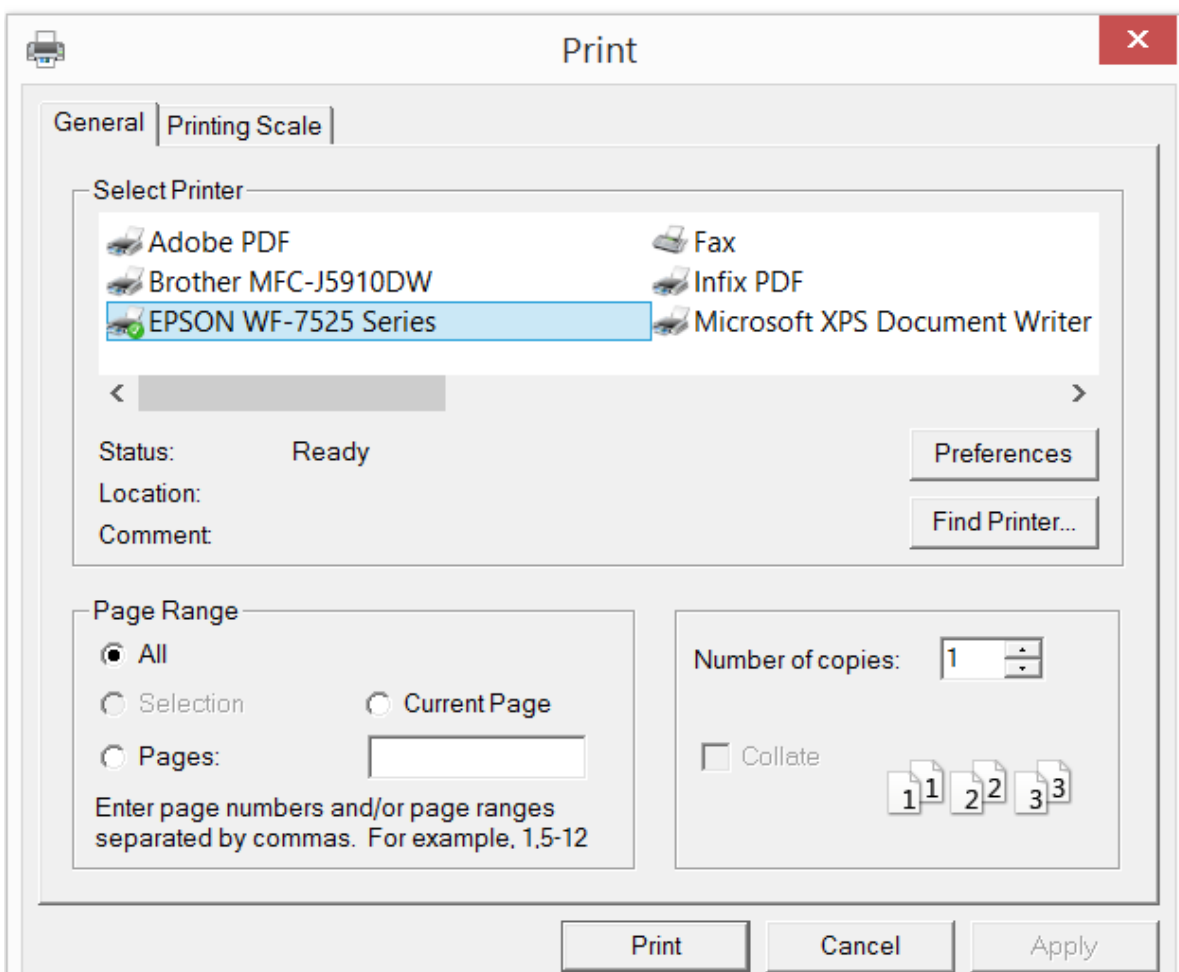 Print
General Printing Scale
Select Printer
Adobe PDF Fax
Brother MFC-J5910DW Infix PDF
EPSON WF-7525 Series Microsoft XPS Document Writer
Status: Ready Preferences
Location:
Find Printer...
Comment:
Page Range
All
Number of copies: 1
Selection Current Page
Pages:
Collate
1 1 2 2 3 3
Enter page numbers and/or page ranges
separated by commas. For example, 1,5-12
Print Cancel Apply